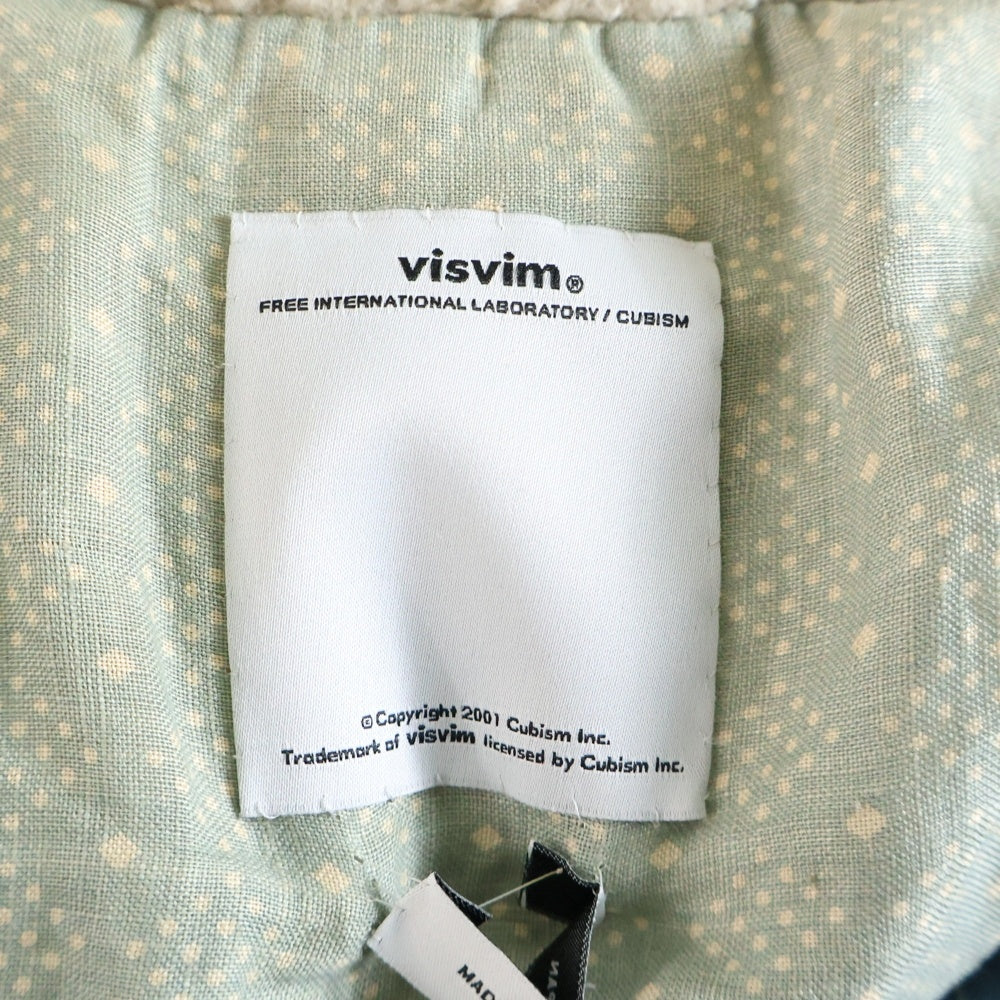 visvim®
FREE INTERNATIONAL LABORATORY / CUBISM
© Copyright 2001 Cubism Inc.
Trademark of visvim licensed by Cubism Inc.